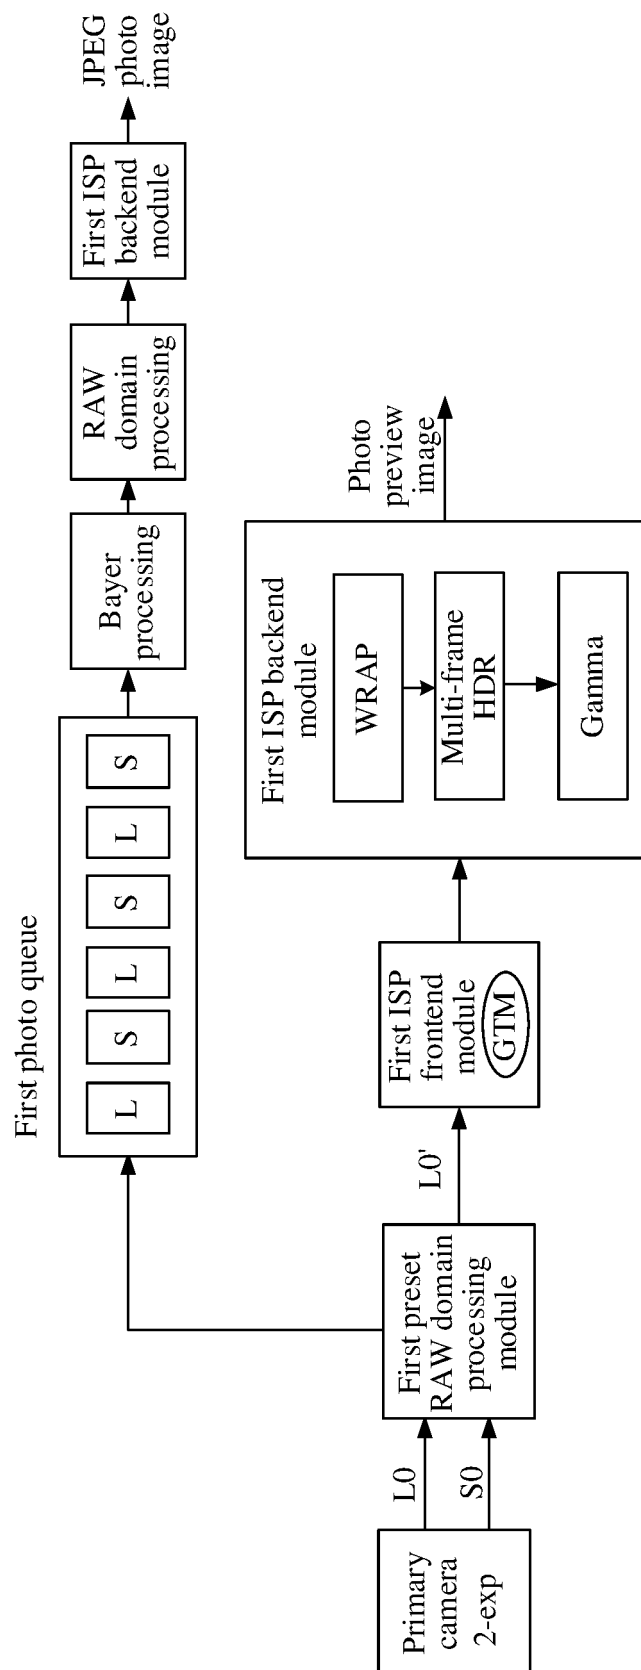 First photo queue
L
S
L
S
L
S
Bayer
processing
RAW
domain
processing
First ISP
backend
module
JPEG
photo
image
Primary
camera
2-exp
L0
S0
First preset
RAW domain
processing
module
L0'
First ISP
frontend
module
GTM
First ISP backend
module
WRAP
Multi-frame
HDR
Gamma
Photo
preview
image